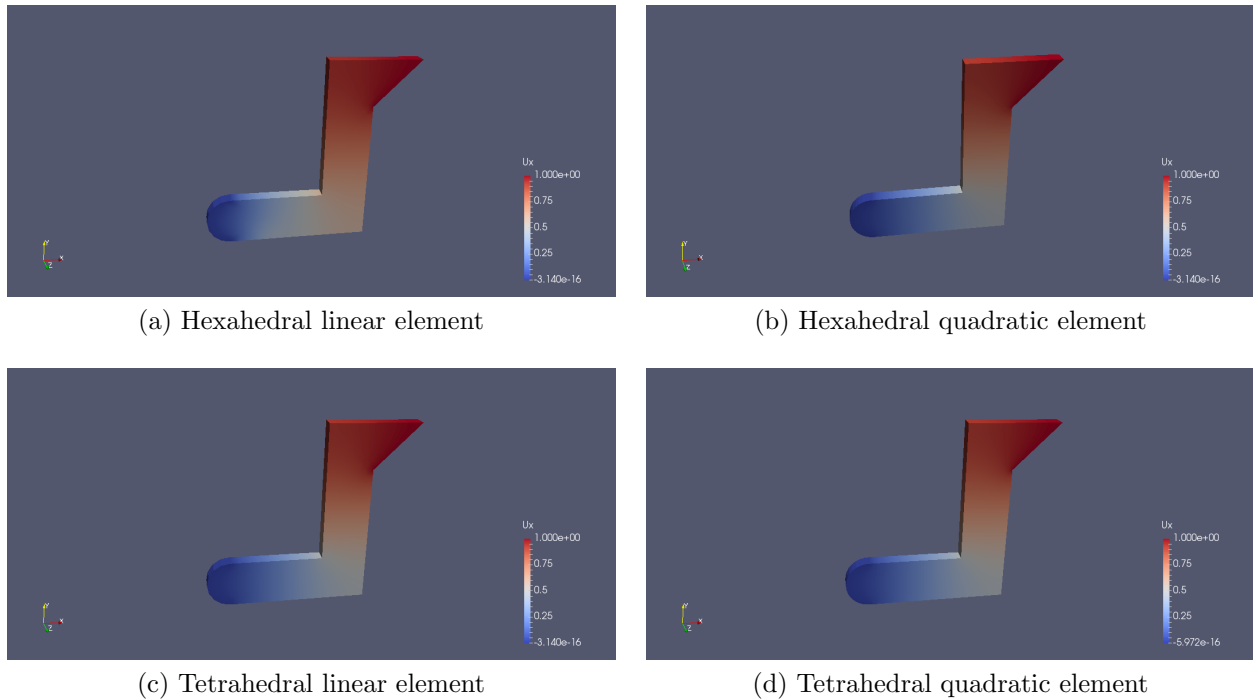 Ux
1.000e+00
0.75
0.5
0.25
-3.140e-16
Y
X
Z
(a) Hexahedral linear element
Ux
1.000e+00
0.75
0.5
0.25
-3.140e-16
Y
X
Z
(b) Hexahedral quadratic element
Ux
1.000e+00
0.75
0.5
0.25
-3.140e-16
Y
X
Z
(c) Tetrahedral linear element
Ux
1.000e+00
0.75
0.5
0.25
-5.972e-16
Y
X
Z
(d) Tetrahedral quadratic element